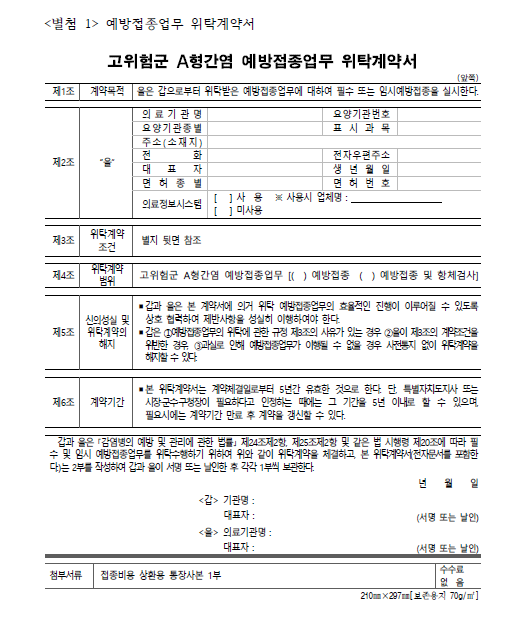 <별첨 1> 예방접종업무 위탁계약서
고위험군 A형간염 예방접종업무 위탁계약서
(앞쪽)
제1조 계약목적 을은 갑으로부터 위탁받은 예방접종업무에 대하여 필수 또는 임시예방접종을 실시한다.
제2조 "을"
의료기관명 요양기관번호
요양기관종별 표시과목
주소(소재지)
전 화 전자우편주소
대 표 자 생년월일
면허종별 면허번호
의료정보시스템 [ ] 사 용 ※ 사용시 업체명 :
[ ] 미사용
제3조 위탁계약 조건 별지 뒷면 참조
제4조 위탁계약 범위 고위험군 A형간염 예방접종업무 [( ) 예방접종 ( ) 예방접종 및 항체검사]
제5조 신의성실 및 위탁계약의 해지
▪갑과 을은 본 계약서에 의거 위탁 예방접종업무의 효율적인 진행이 이루어질 수 있도록
상호 협력하여 제반사항을 성실히 이행하여야 한다.
▪갑은 ①예방접종업무의 위탁에 관한 규정 제3조의 사유가 있는 경우 ②을이 제3조의 계약조건을
위반한 경우, ③과실로 인해 예방접종업무가 이행될 수 없을 경우 사전통지 없이 위탁계약을
해지할 수 있다.
제6조 계약기간
▪본 위탁계약서는 계약체결일로부터 5년간 유효한 것으로 한다. 단, 특별자치도지사 또는
시장·군수·구청장이 필요하다고 인정하는 때에는 그 기간을 5년 이내로 할 수 있으며,
필요시에는 계약기간 만료 후 계약을 갱신할 수 있다.
갑과 을은 「감염병의 예방 및 관리에 관한 법률」 제24조제2항, 제25조제2항 및 같은 법 시행령 제20조에 따라 필
수 및 임시 예방접종업무를 위탁수행하기 위하여 위와 같이 위탁계약을 체결하고, 본 위탁계약서(전자문서를 포함한
다)는 2부를 작성하여 갑과 을이 서명 또는 날인한 후 각각 1부씩 보관한다.
년 월 일
<갑> 기관명 :
대표자 : (서명 또는 날인)
<을> 의료기관명 :
대표자 : (서명 또는 날인)
첨부서류 접종비용 상환용 통장사본 1부 수수료
없 음
210㎜×297㎜[보존용지 70g/㎡]